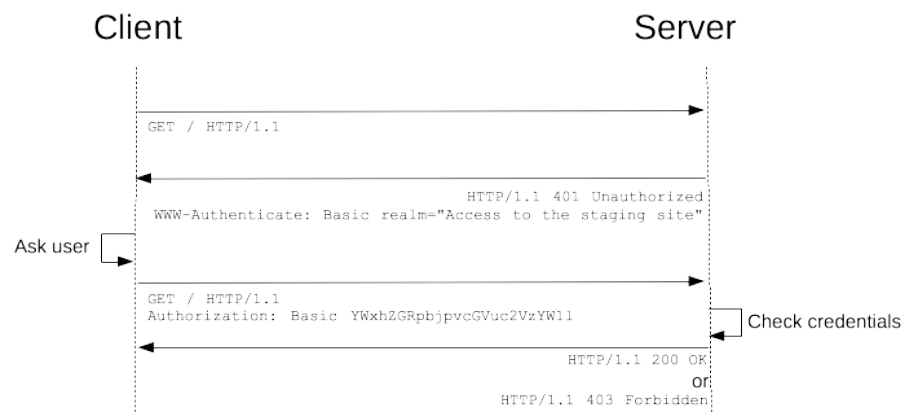 Client
Server
GET / HTTP/1.1
HTTP/1.1 401 Unauthorized
WWW-Authenticate: Basic realm="Access to the staging site"
Ask user
GET / HTTP/1.1
Authorization: Basic YWxhZGRpbjpvcGVuc2VzYW1l
Check credentials
HTTP/1.1 200 OK
or
HTTP/1.1 403 Forbidden